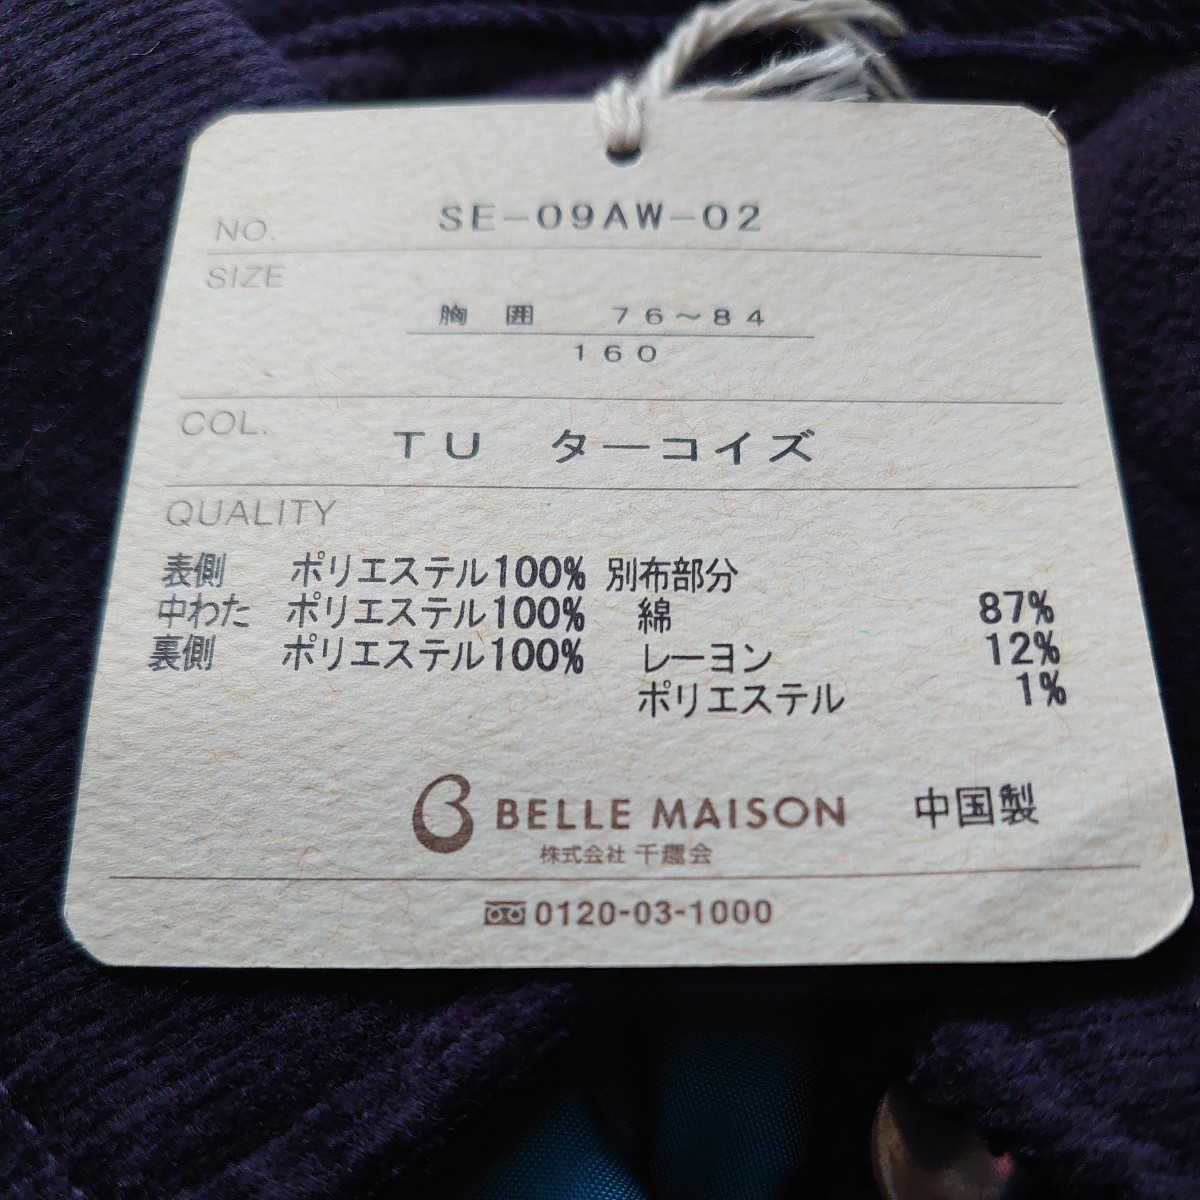 NO. SE-09AW-02
SIZE
胸 囲 76~84
160
COL. TU ターコイズ
QUALITY
表側 ポリエステル100% 別布部分
中わた ポリエステル100% 綿 87%
裏側 ポリエステル100% レーヨン 12%
ポリエステル 1%
BELLE MAISON 中国製
株式会社 千趣会
0120-03-1000